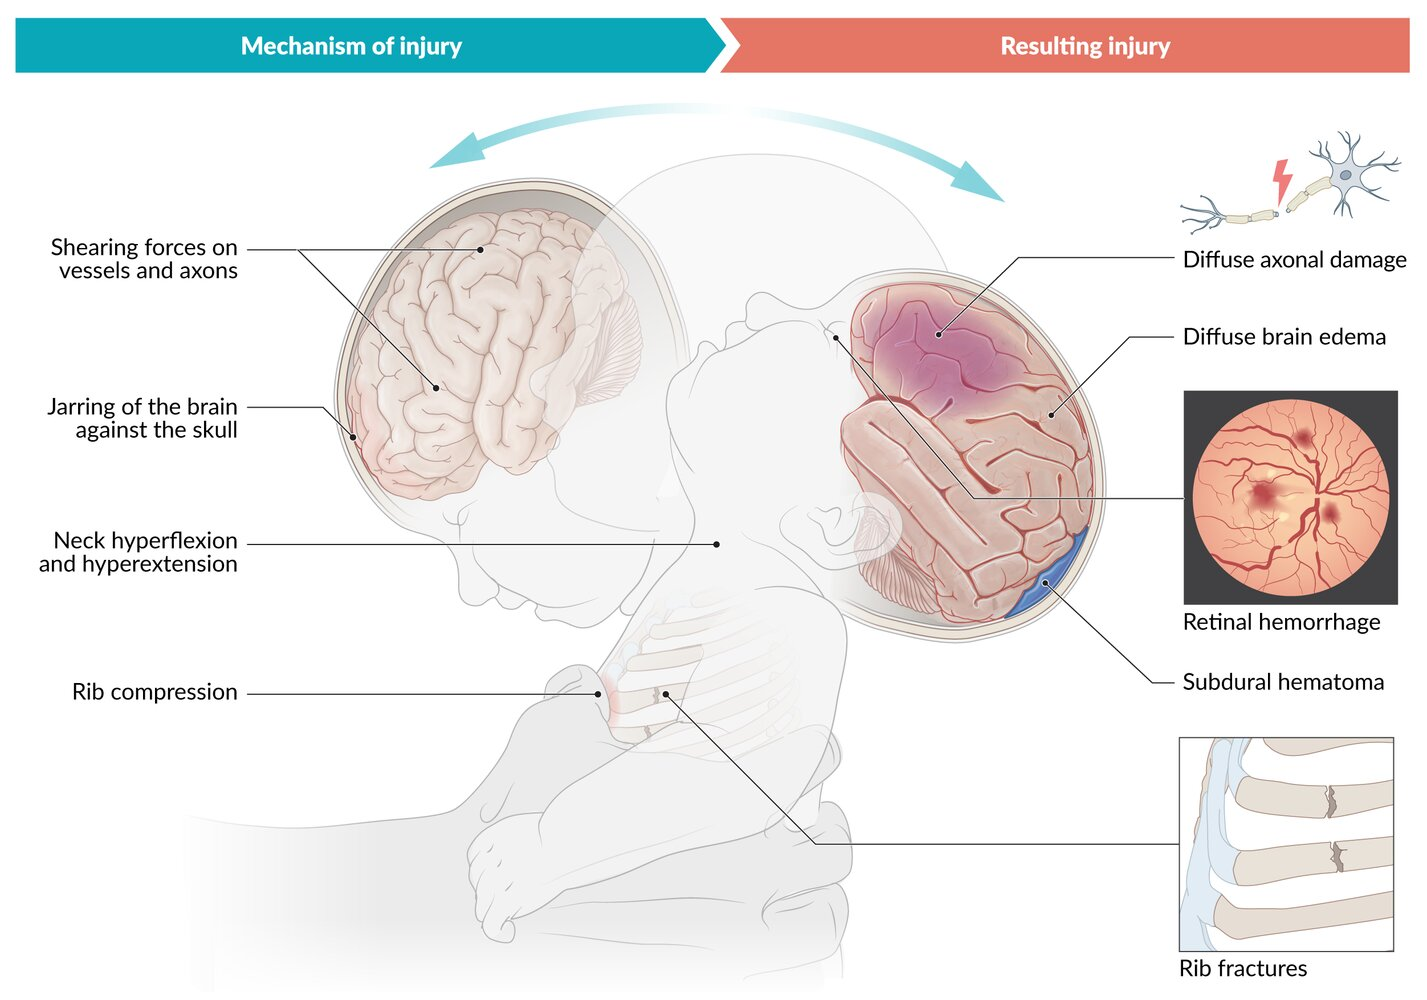 Mechanism of injury
Resulting injury
Shearing forces on
vessels and axons
Jarring of the brain
against the skull
Neck hyperflexion
and hyperextension
Rib compression
Diffuse axonal damage
Diffuse brain edema
Retinal hemorrhage
Subdural hematoma
Rib fractures